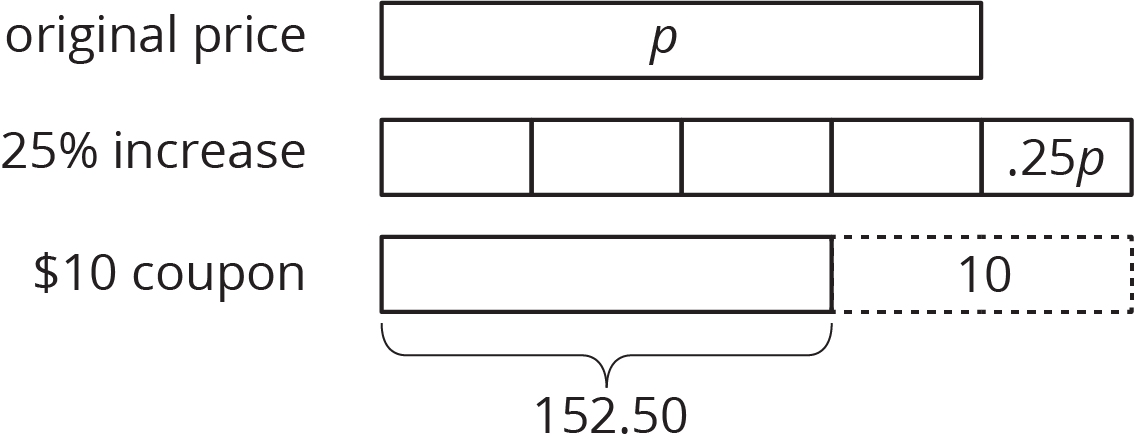 original price p
25% increase .25p
$10 coupon 10
152.50